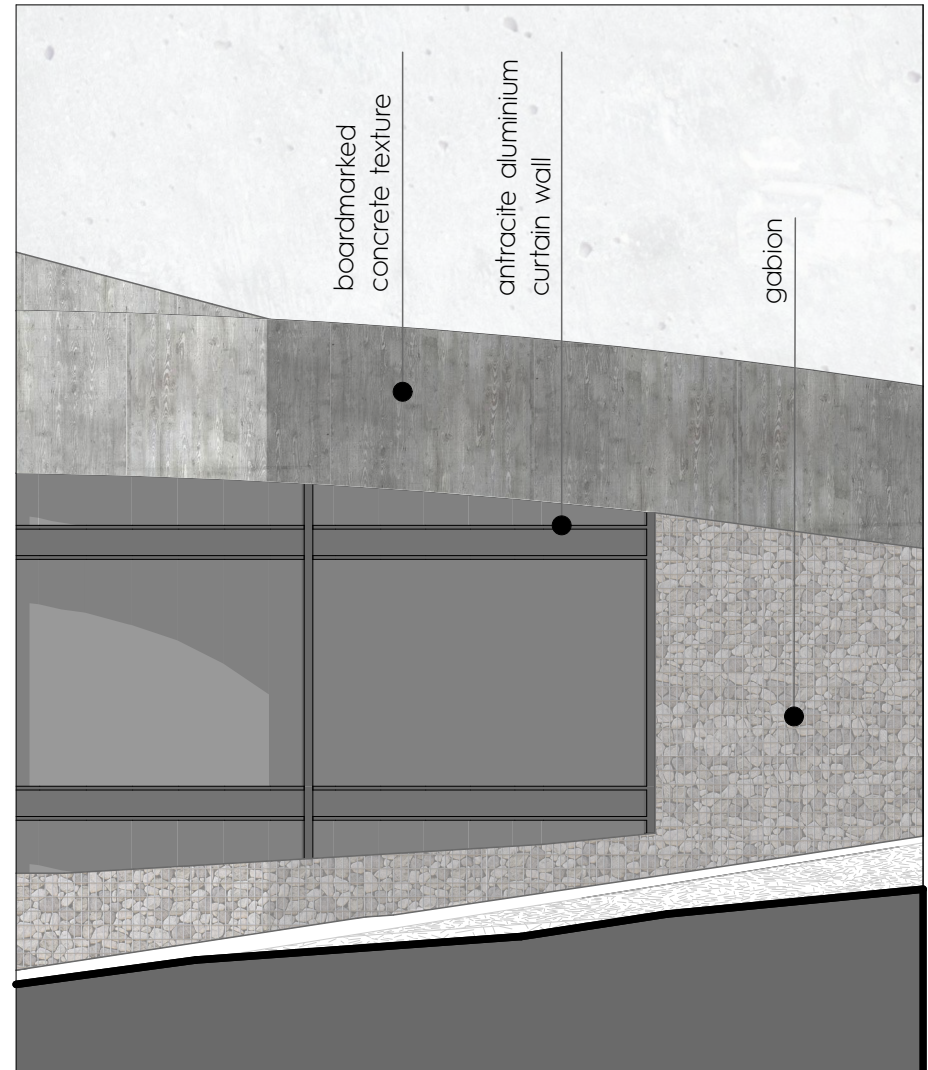 boardmarked
concrete texture
antracite aluminium
curtain wall
gabion